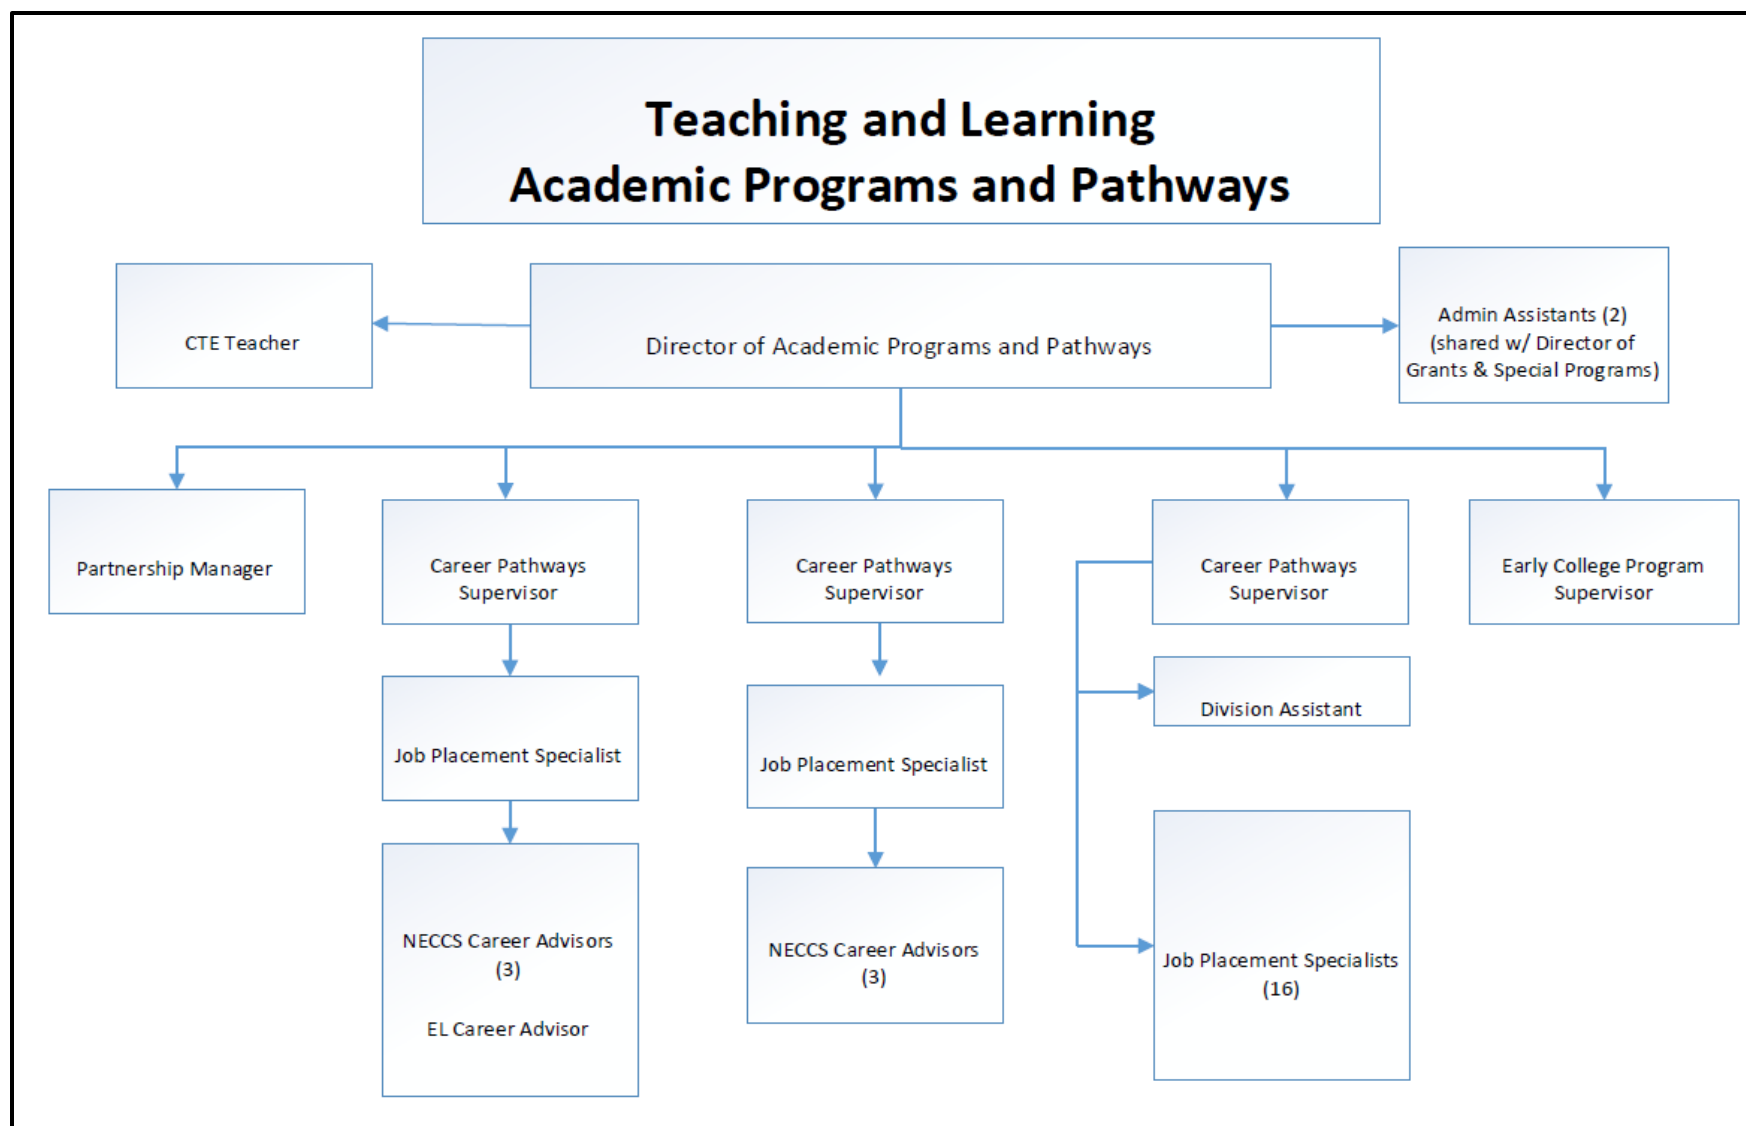 Teaching and Learning
Academic Programs and Pathways
CTE Teacher
Director of Academic Programs and Pathways
Admin Assistants (2)
(shared w/ Director of
Grants & Special Programs)
Partnership Manager
Career Pathways
Supervisor
Career Pathways
Supervisor
Career Pathways
Supervisor
Early College Program
Supervisor
Job Placement Specialist
Job Placement Specialist
Division Assistant
NECCS Career Advisors
(3)
EL Career Advisor
NECCS Career Advisors
(3)
Job Placement Specialists
(16)